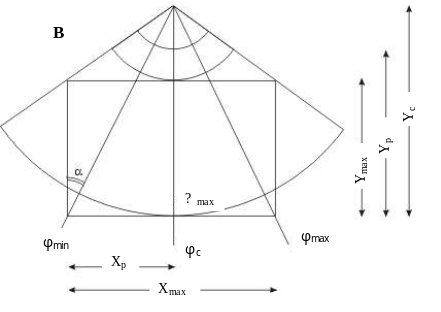 B
Yc
Yp
Ymax
α
? max
φmin
φc
φmax
Xp
Xmax